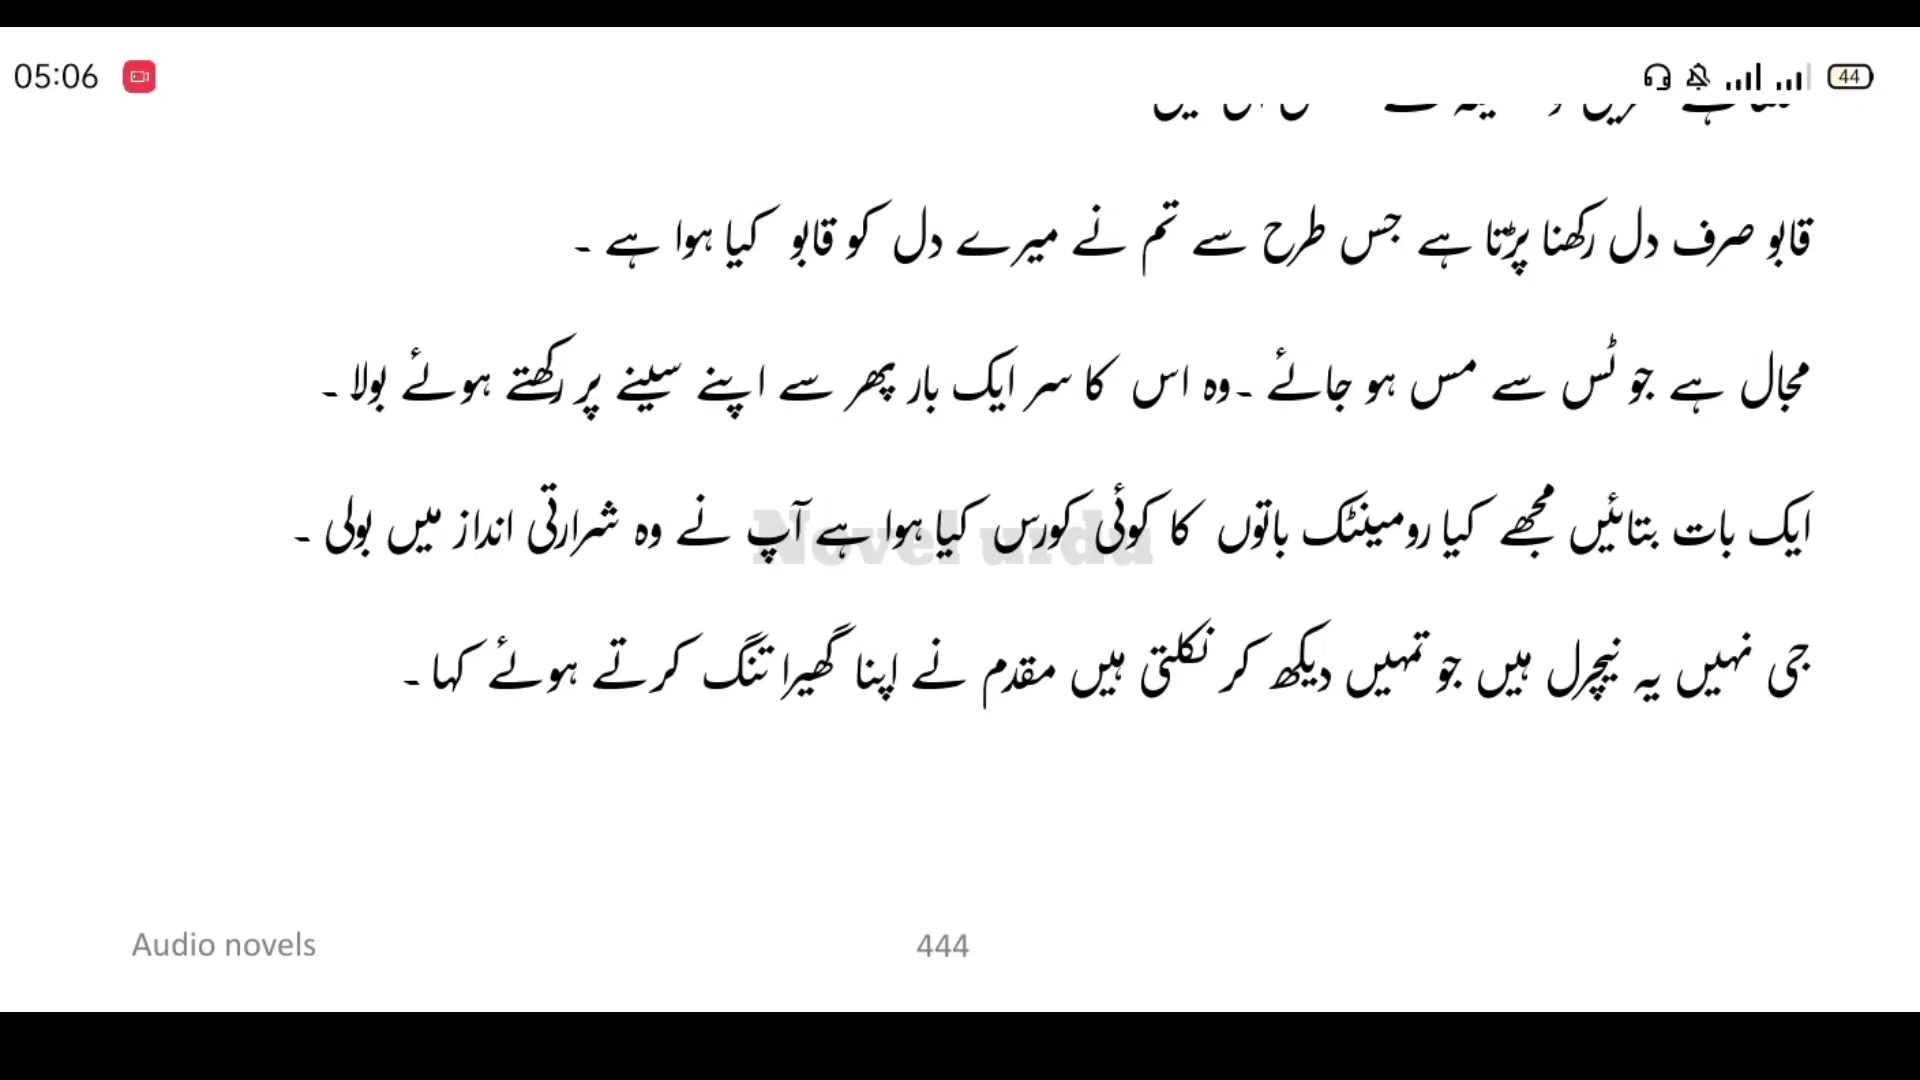 05:06
44
قابو صرف دل رکھنا پڑتا ہے جس طرح سے تم نے میرے دل کو قابو کیا ہوا ہے ۔
مجال ہے جو ٹس سے مس ہو جائے ۔وہ اس کا سر ایک بار پھر سے اپنے سینے پر رکھتے ہوئے بولا ۔
ایک بات بتائیں مجھے کیا رومینٹک باتوں کا کوئی کورس کیا ہوا ہے آپ نے وہ شرارتی انداز میں بولی ۔
Novel urdu
جی نہیں یہ نیچرل ہیں جو تمہیں دیکھ کر نکلتی ہیں مقدم نے اپنا گھیرا تنگ کرتے ہوئے کہا ۔
Audio novels
444